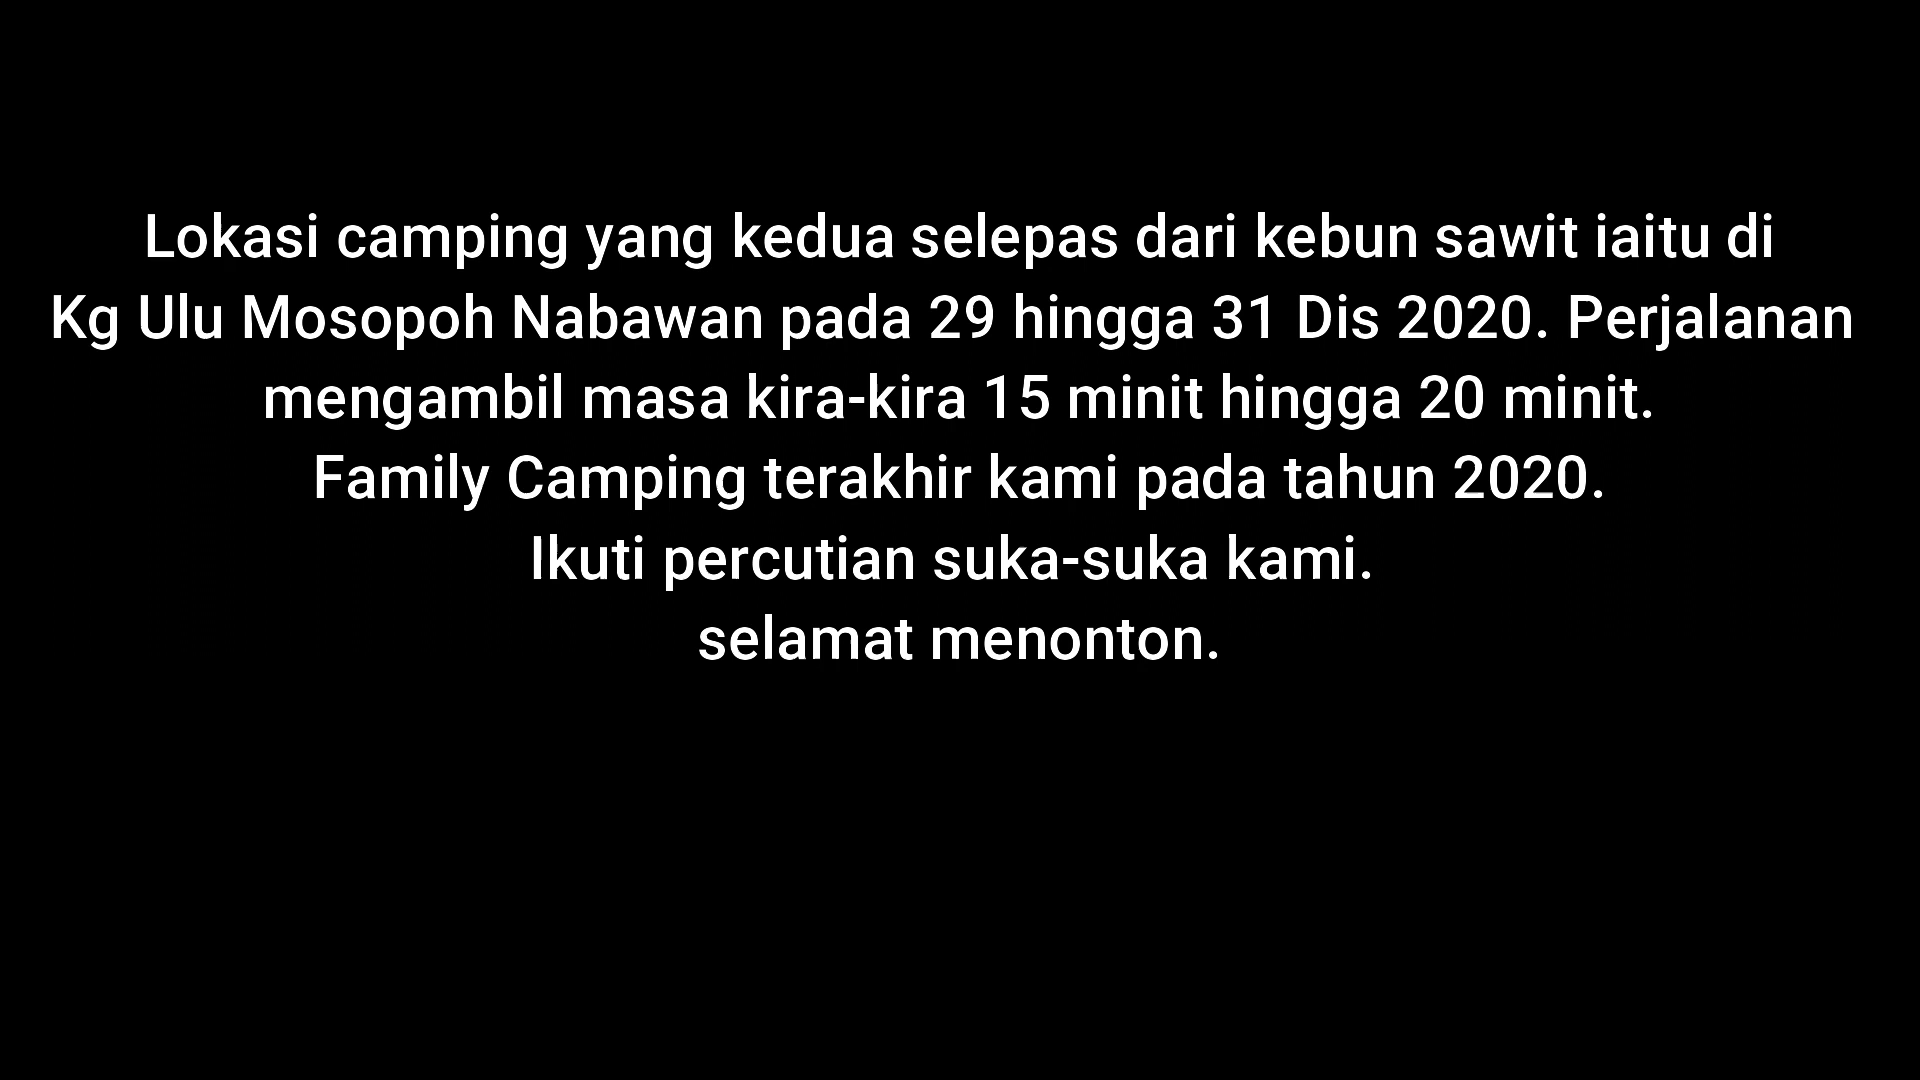 Lokasi camping yang kedua selepas dari kebun sawit iaitu di
Kg Ulu Mosopoh Nabawan pada 29 hingga 31 Dis 2020. Perjalanan
mengambil masa kira-kira 15 minit hingga 20 minit.
Family Camping terakhir kami pada tahun 2020.
Ikuti percutian suka-suka kami.
selamat menonton.